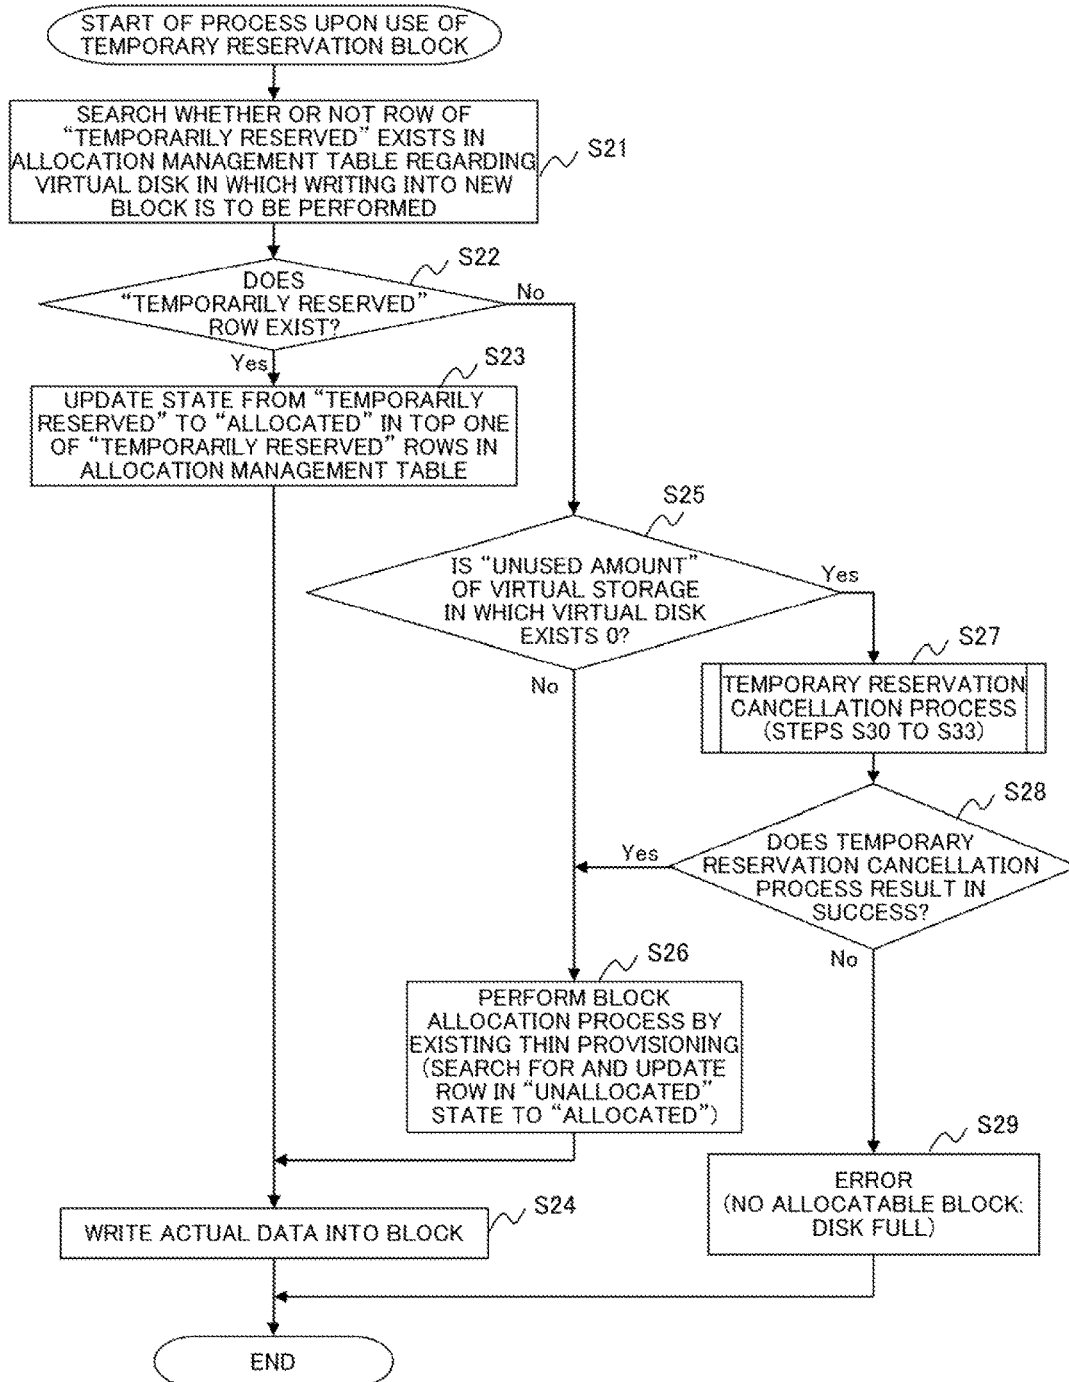 START OF PROCESS UPON USE OF
TEMPORARY RESERVATION BLOCK
SEARCH WHETHER OR NOT ROW OF
“TEMPORARILY RESERVED” EXISTS IN
ALLOCATION MANAGEMENT TABLE REGARDING
VIRTUAL DISK IN WHICH WRITING INTO NEW
BLOCK IS TO BE PERFORMED
S21
S22
DOES
“TEMPORARILY RESERVED”
ROW EXIST?
No
Yes
S23
UPDATE STATE FROM “TEMPORARILY
RESERVED” TO “ALLOCATED” IN TOP ONE
OF “TEMPORARILY RESERVED” ROWS IN
ALLOCATION MANAGEMENT TABLE
S25
IS “UNUSED AMOUNT”
OF VIRTUAL STORAGE
IN WHICH VIRTUAL DISK
EXISTS 0?
Yes
No
S27
TEMPORARY RESERVATION
CANCELLATION PROCESS
(STEPS S30 TO S33)
S28
DOES TEMPORARY
RESERVATION CANCELLATION
PROCESS RESULT IN
SUCCESS?
Yes
No
S26
PERFORM BLOCK
ALLOCATION PROCESS BY
EXISTING THIN PROVISIONING
(SEARCH FOR AND UPDATE
ROW IN “UNALLOCATED”
STATE TO “ALLOCATED”)
S29
ERROR
(NO ALLOCATABLE BLOCK:
DISK FULL)
S24
WRITE ACTUAL DATA INTO BLOCK
END